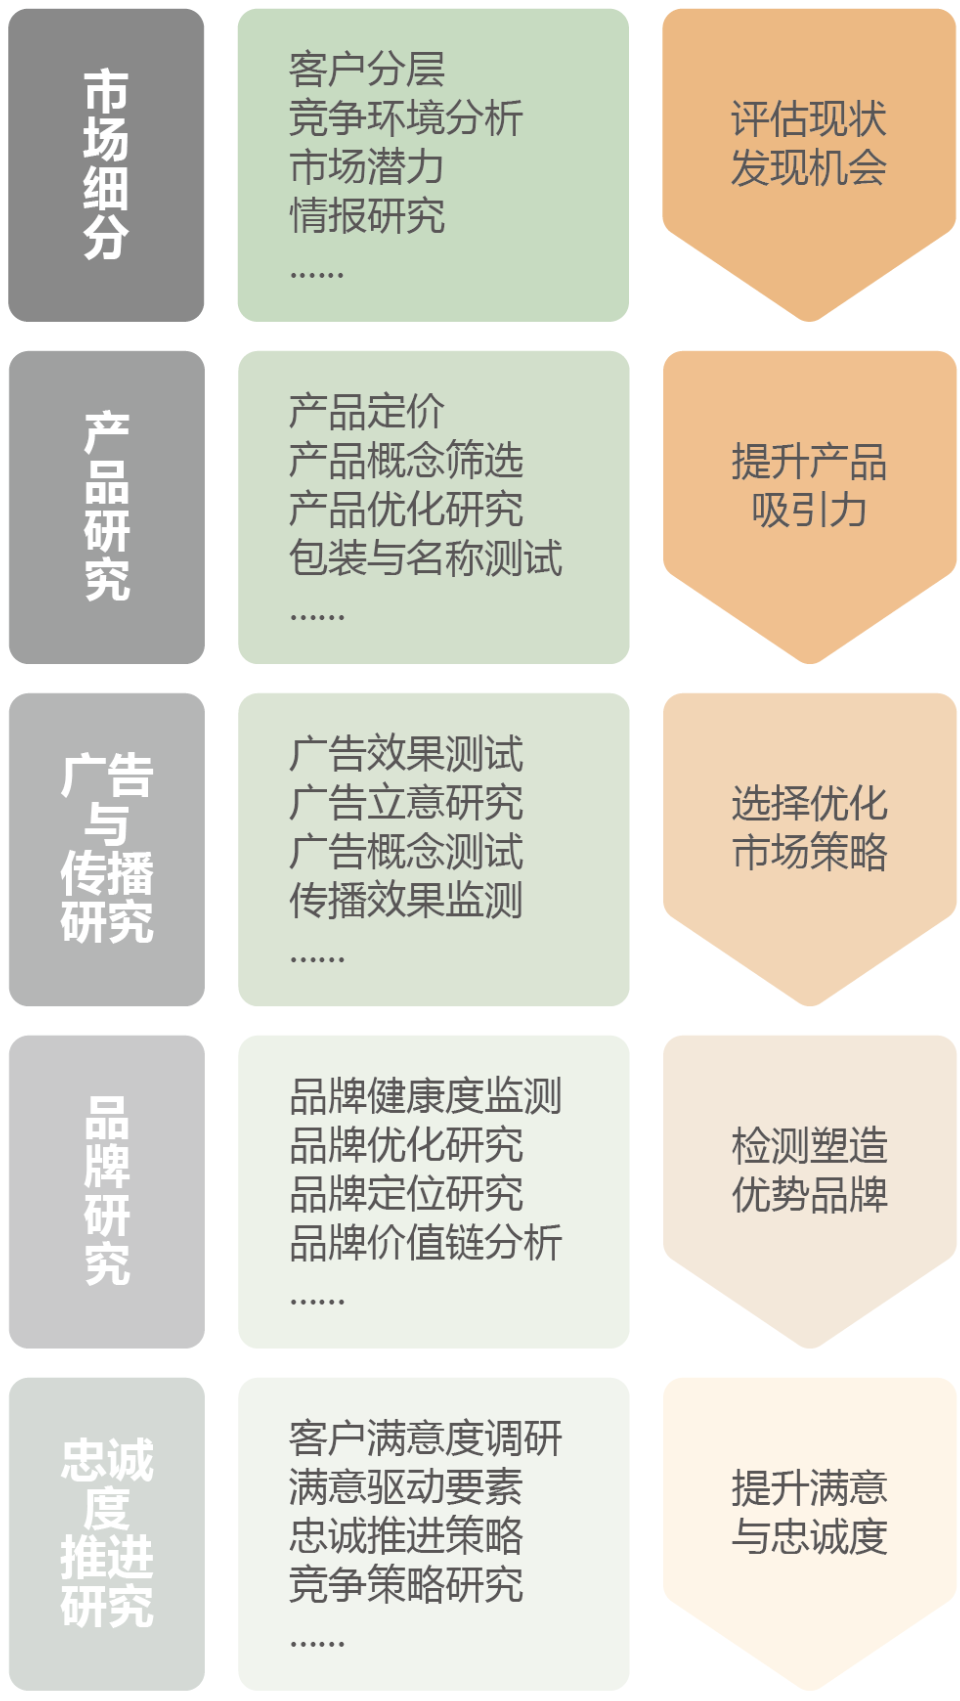 市
场
细
分
客户分层
竞争环境分析
市场潜力
情报研究
……
评估现状
发现机会
产
品
研
究
产品定价
产品概念筛选
产品优化研究
包装与名称测试
……
提升产品
吸引力
广告
与
传播
研究
广告效果测试
广告立意研究
广告概念测试
传播效果监测
……
选择优化
市场策略
品
牌
研
究
品牌健康度监测
品牌优化研究
品牌定位研究
品牌价值链分析
……
检测塑造
优势品牌
忠诚
度
推进
研究
客户满意度调研
满意驱动要素
忠诚推进策略
竞争策略研究
……
提升满意
与忠诚度